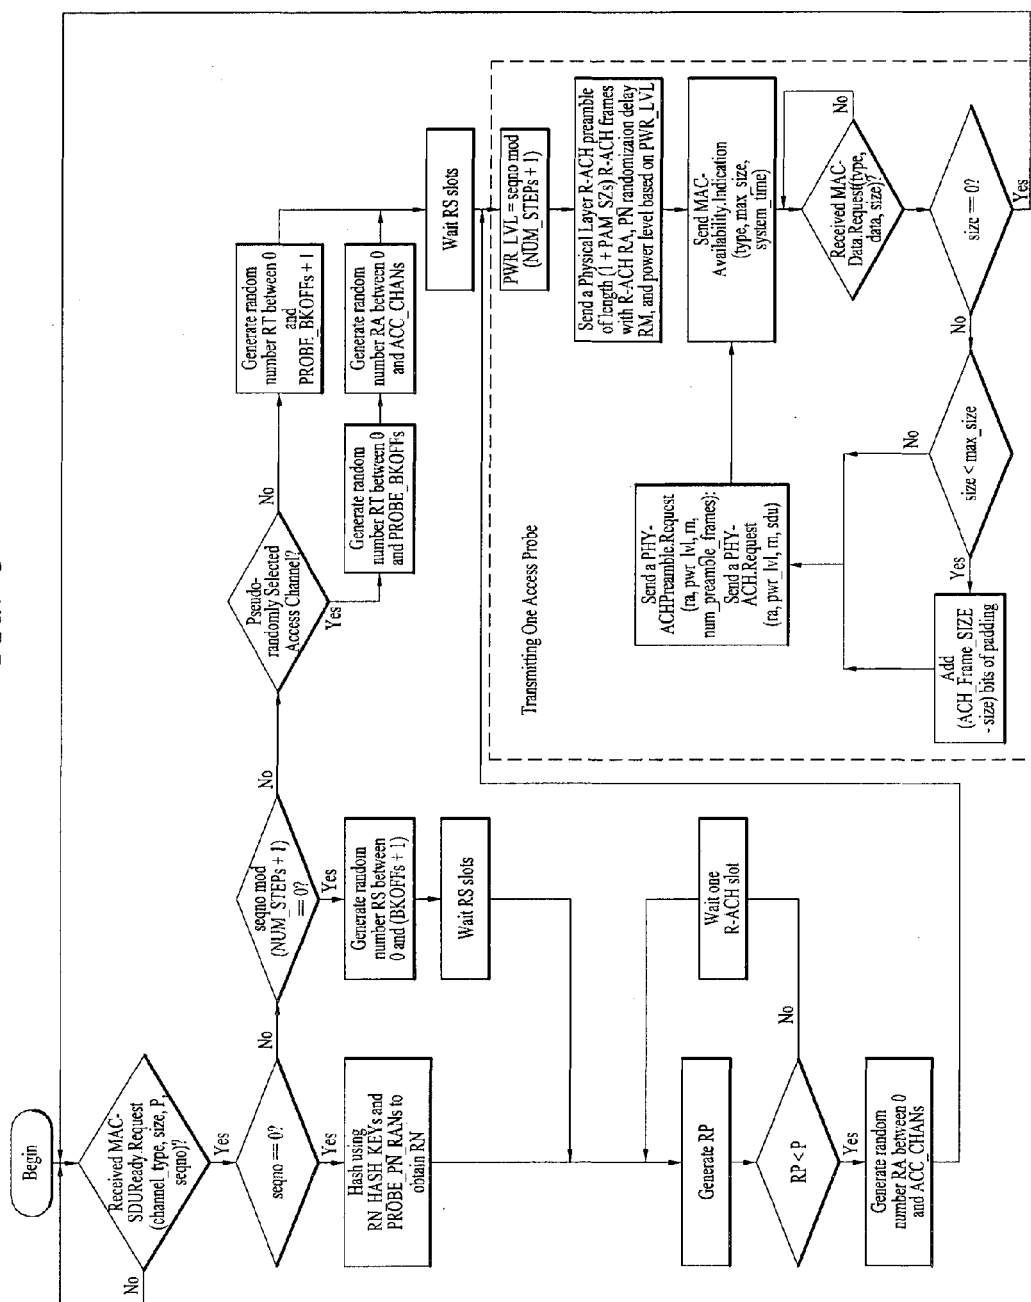 Begin
Received MAC-
SDUReady.Request
(channel_type, size, P,
seqno)?
No
Yes
seqno == 0?
No
Yes
Hash using
RN_HASH_KEYs and
PROBE_PN_RANs to
obtain RN
seqno mod
(NUM_STEPs + 1)
== 0?
No
Yes
Generate random
number RS between
0 and (BKOFFs + 1)
Wait RS slots
Pseudo-
randomly Selected
Access Channel?
No
Yes
Generate random
number RT between 0
and
PROBE_BKOFFs + 1
Generate random
number RT between 0
and PROBE_BKOFFs
Generate random
number RA between 0
and ACC_CHANs
Wait RS slots
Generate RP
RP < P
No
Yes
Wait one
R-ACH slot
Generate random
number RA between 0
and ACC_CHANs
Transmitting One Access Probe
PWR_LVL = seqno mod
(NUM_STEPs + 1)
Send a Physical Layer R-ACH preamble
of length (1 + PAM_SZs) R-ACH frames
with R-ACH RA, PN randomizaion delay
RM, and power level based on PWR_LVL
Send MAC-
Availability.Indication
(type, max_size,
system_time)
Received MAC-
Data.Request(type,
data, size)?
No
size == 0?
No
Yes
size < max_size
No
Yes
Add
(ACH_Frame_SIZE
- size) bits of padding
Send a PHY-
ACHPreamble.Request
(ra, pwr_lvl, rn,
num_preamble_frames);
Send a PHY-
ACH.Request
(ra, pwr_lvl, rn, sdu)